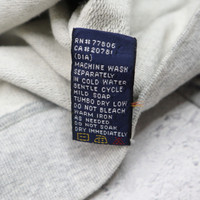 RN#77806
CA#20781
(DIA)
MACHINE WASH
SEPARATELY
IN COLD WATER
GENTLE CYCLE
MILD SOAP
TUMBO DRY LOW
DO NOT BLEACH
WARM IRON
AS NEEDED
DO NOT SOAK
DRY IMMEDIATELY